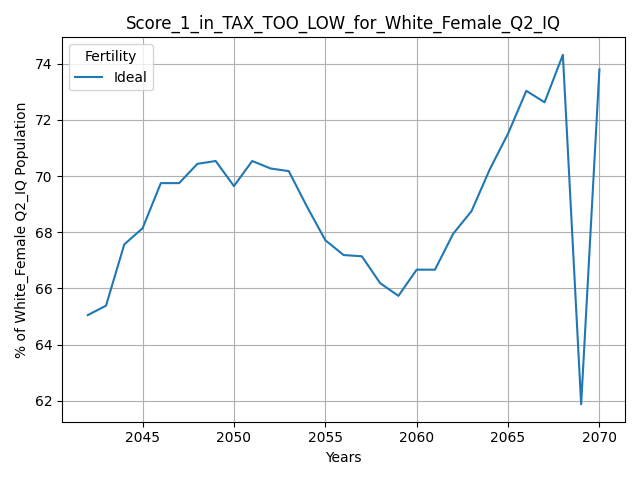 Score_1_in_TAX_TOO_LOW_for_White_Female_Q2_IQ
Fertility
Ideal
% of White_Female Q2_IQ Population
74
72
70
68
66
64
62
2045
2050
2055
2060
2065
2070
Years